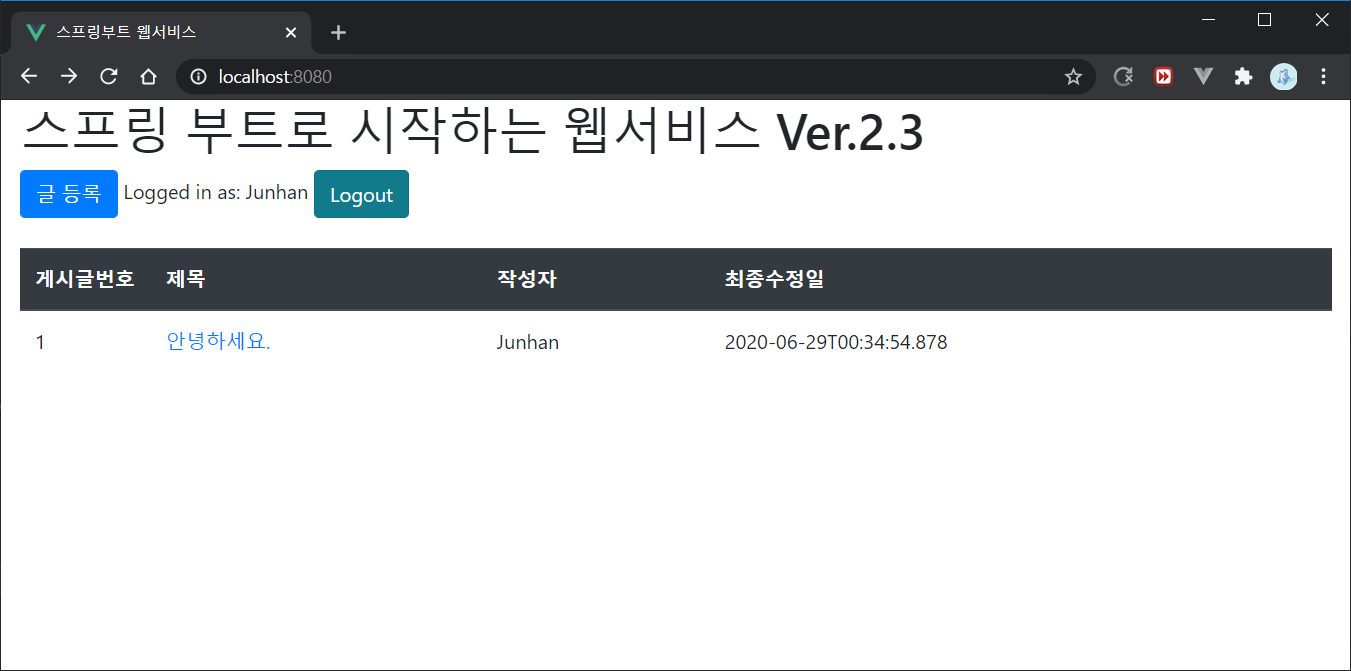 스프링부트 웹서비스
localhost:8080
스프링 부트로 시작하는 웹서비스 Ver.2.3
글 등록 Logged in as: Junhan Logout
게시글번호 제목 작성자 최종수정일
1 안녕하세요. Junhan 2020-06-29T00:34:54.878